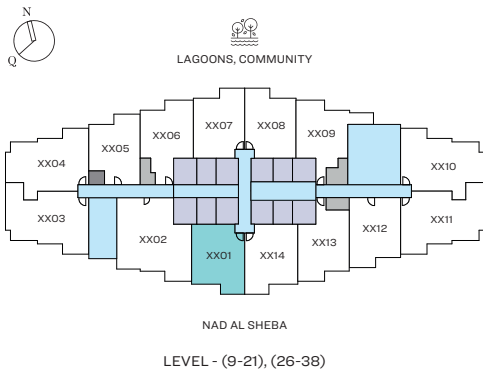 N
Q
LAGOONS, COMMUNITY
XX07
XX08
XX06
XX09
XX05
XX04
XX10
XX03
XX11
XX02
XX01
XX14
XX13
XX12
NAD AL SHEBA
LEVEL - (9-21), (26-38)